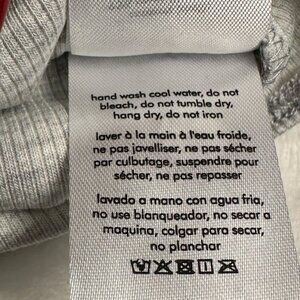 hand wash cool water, do not
bleach, do not tumble dry,
hang dry, do not iron
laver à la main à l'eau froide,
ne pas javelliser, ne pas sécher
par culbutage, suspendre pour
sécher, ne pas repasser
lavado a mano con agua fria,
no use blanqueador, no secar a
maquina, colgar para secar,
no planchar